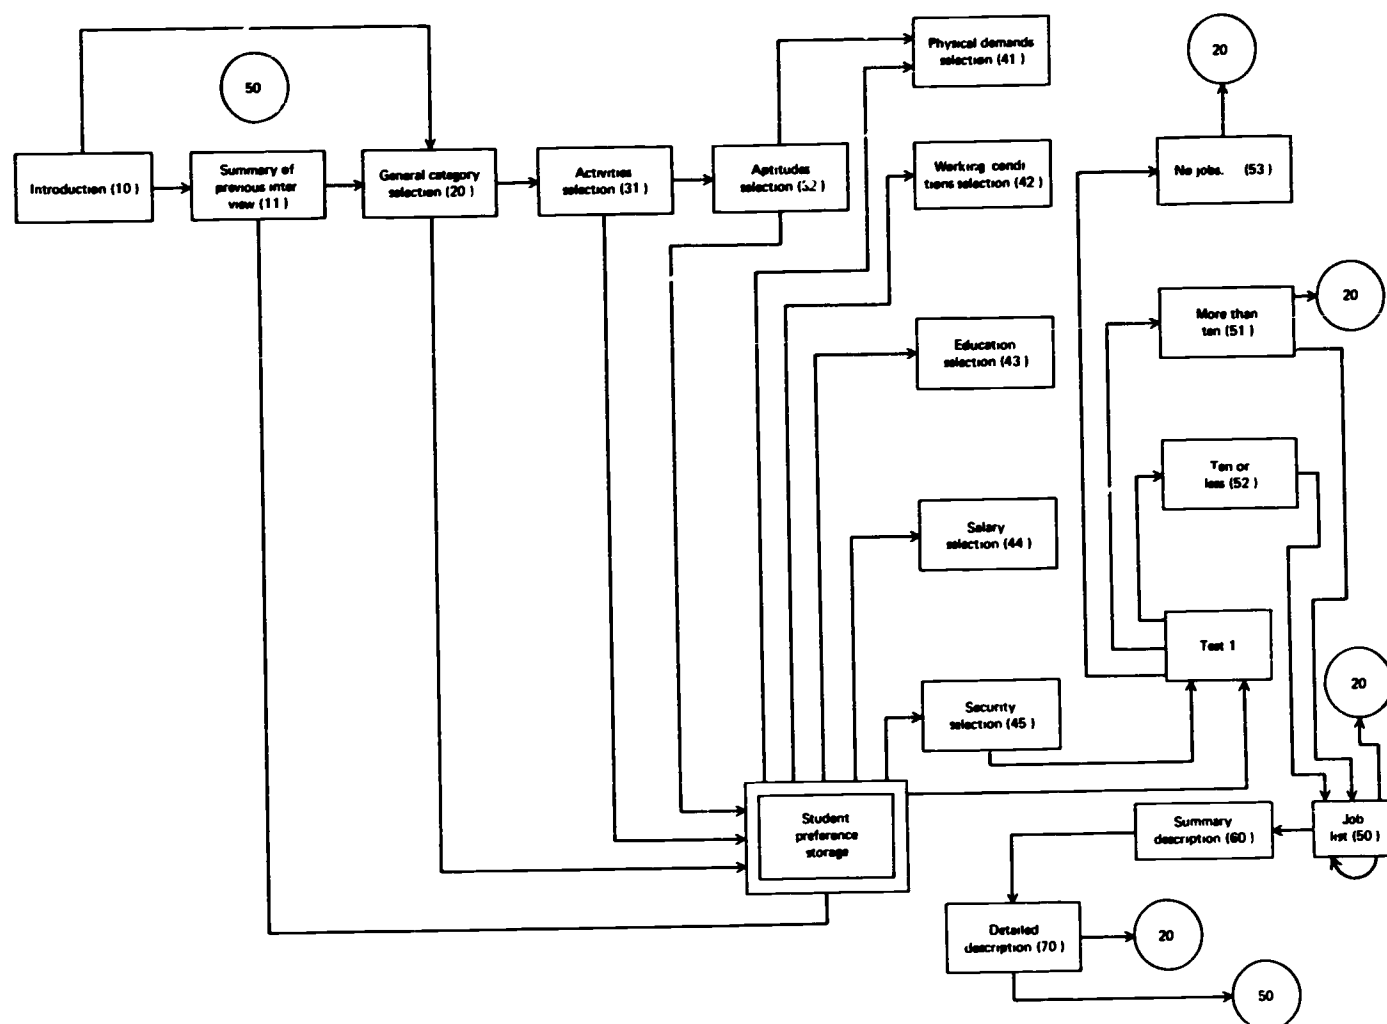 50
Introduction (10)
Summary of
previous inter
view (11)
General category
selection (20)
Activities
selection (31)
Aptitudes
selection (32)
Physical demands
selection (41)
Working condi
tions selection (42)
Education
selection (43)
Salary
selection (44)
Security
selection (45)
Student
preference
storage
20
No jobs. (53)
More than
ten (51)
20
Ten or
less (52)
Test 1
20
Job
list (50)
Summary
description (60)
Detailed
description (70)
20
50